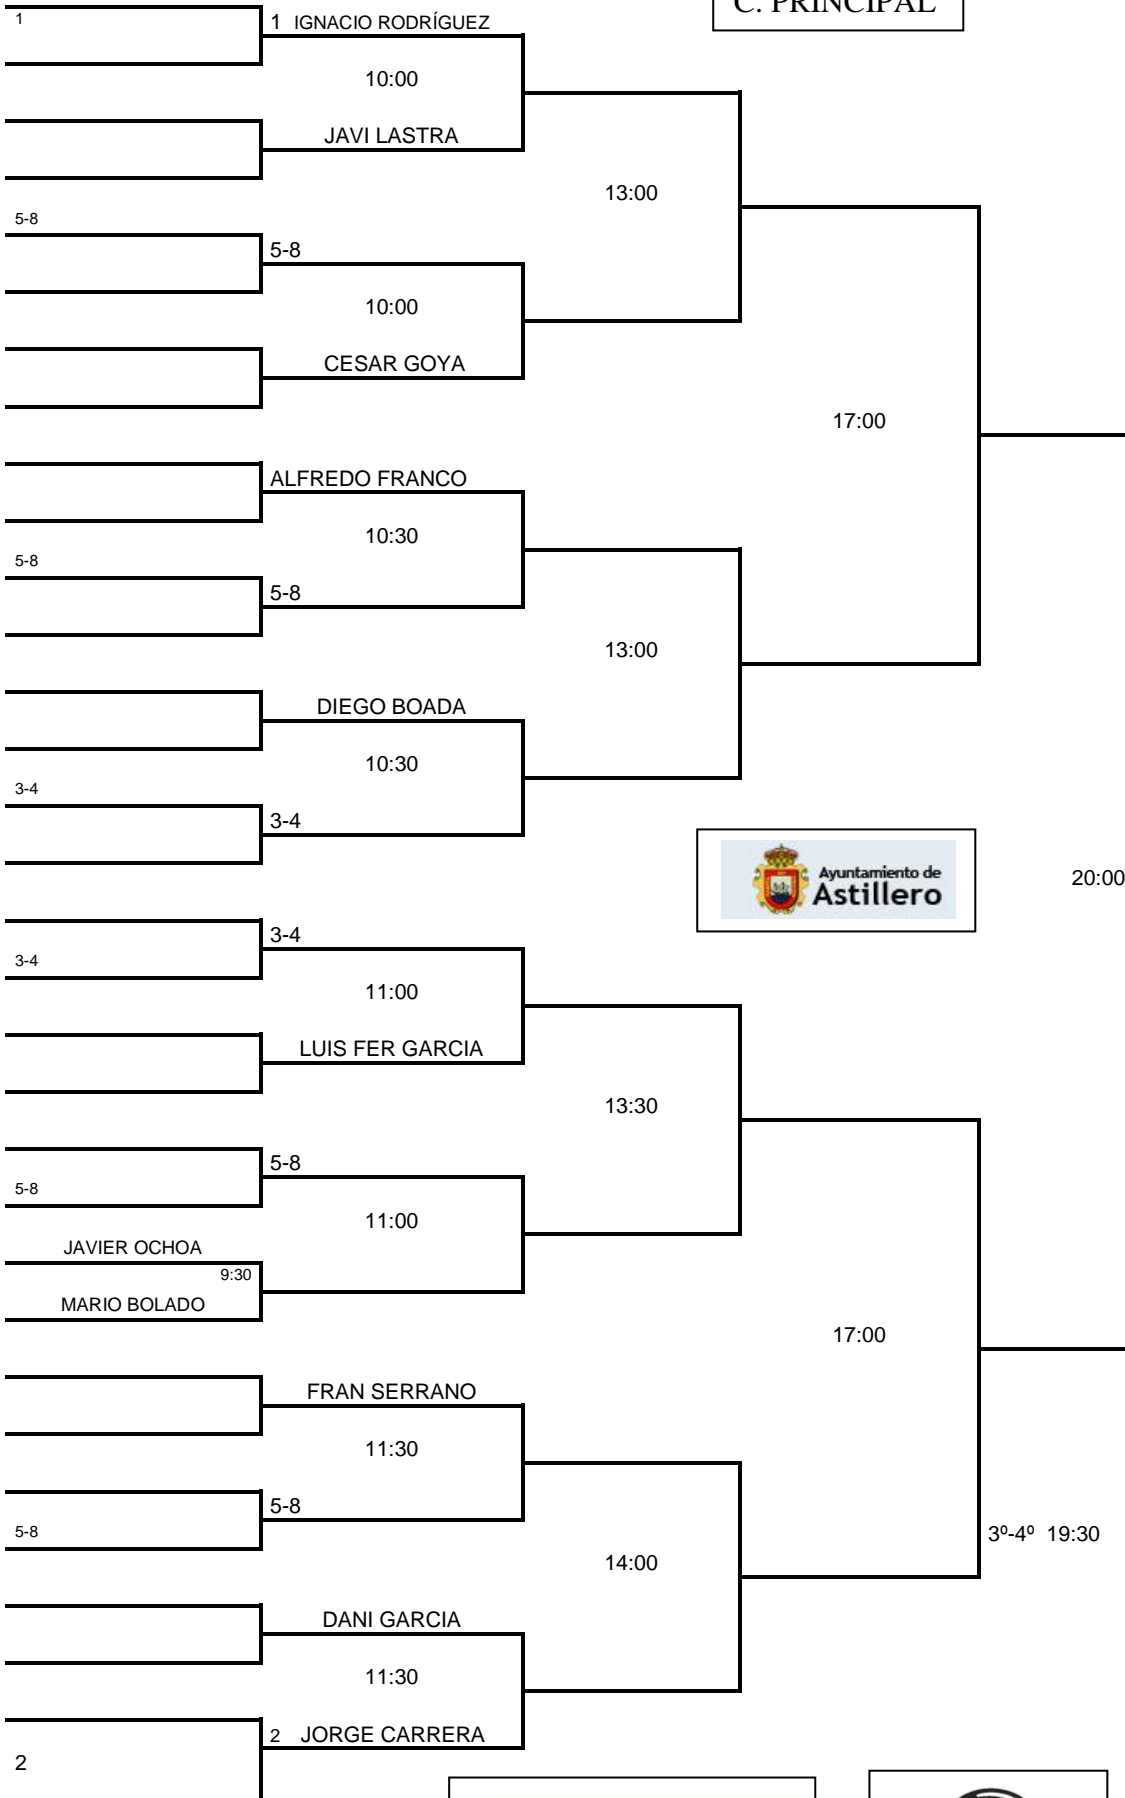 C. PRINCIPAL
1
1 IGNACIO RODRÍGUEZ
10:00
JAVI LASTRA
13:00
5-8
5-8
10:00
CESAR GOYA
17:00
ALFREDO FRANCO
10:30
5-8
5-8
13:00
DIEGO BOADA
10:30
3-4
3-4
Ayuntamiento de
Astillero
20:00
3-4
3-4
11:00
LUIS FER GARCIA
13:30
5-8
5-8
11:00
JAVIER OCHOA
9:30
MARIO BOLADO
17:00
FRAN SERRANO
11:30
5-8
5-8
3º-4º 19:30
14:00
DANI GARCIA
11:30
2 JORGE CARRERA
2